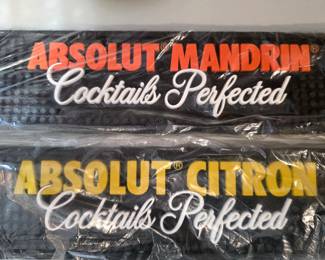 ABSOLUT MANDRIN®
Cocktails Perfected
ABSOLUT® CITRON
Cocktails Perfected